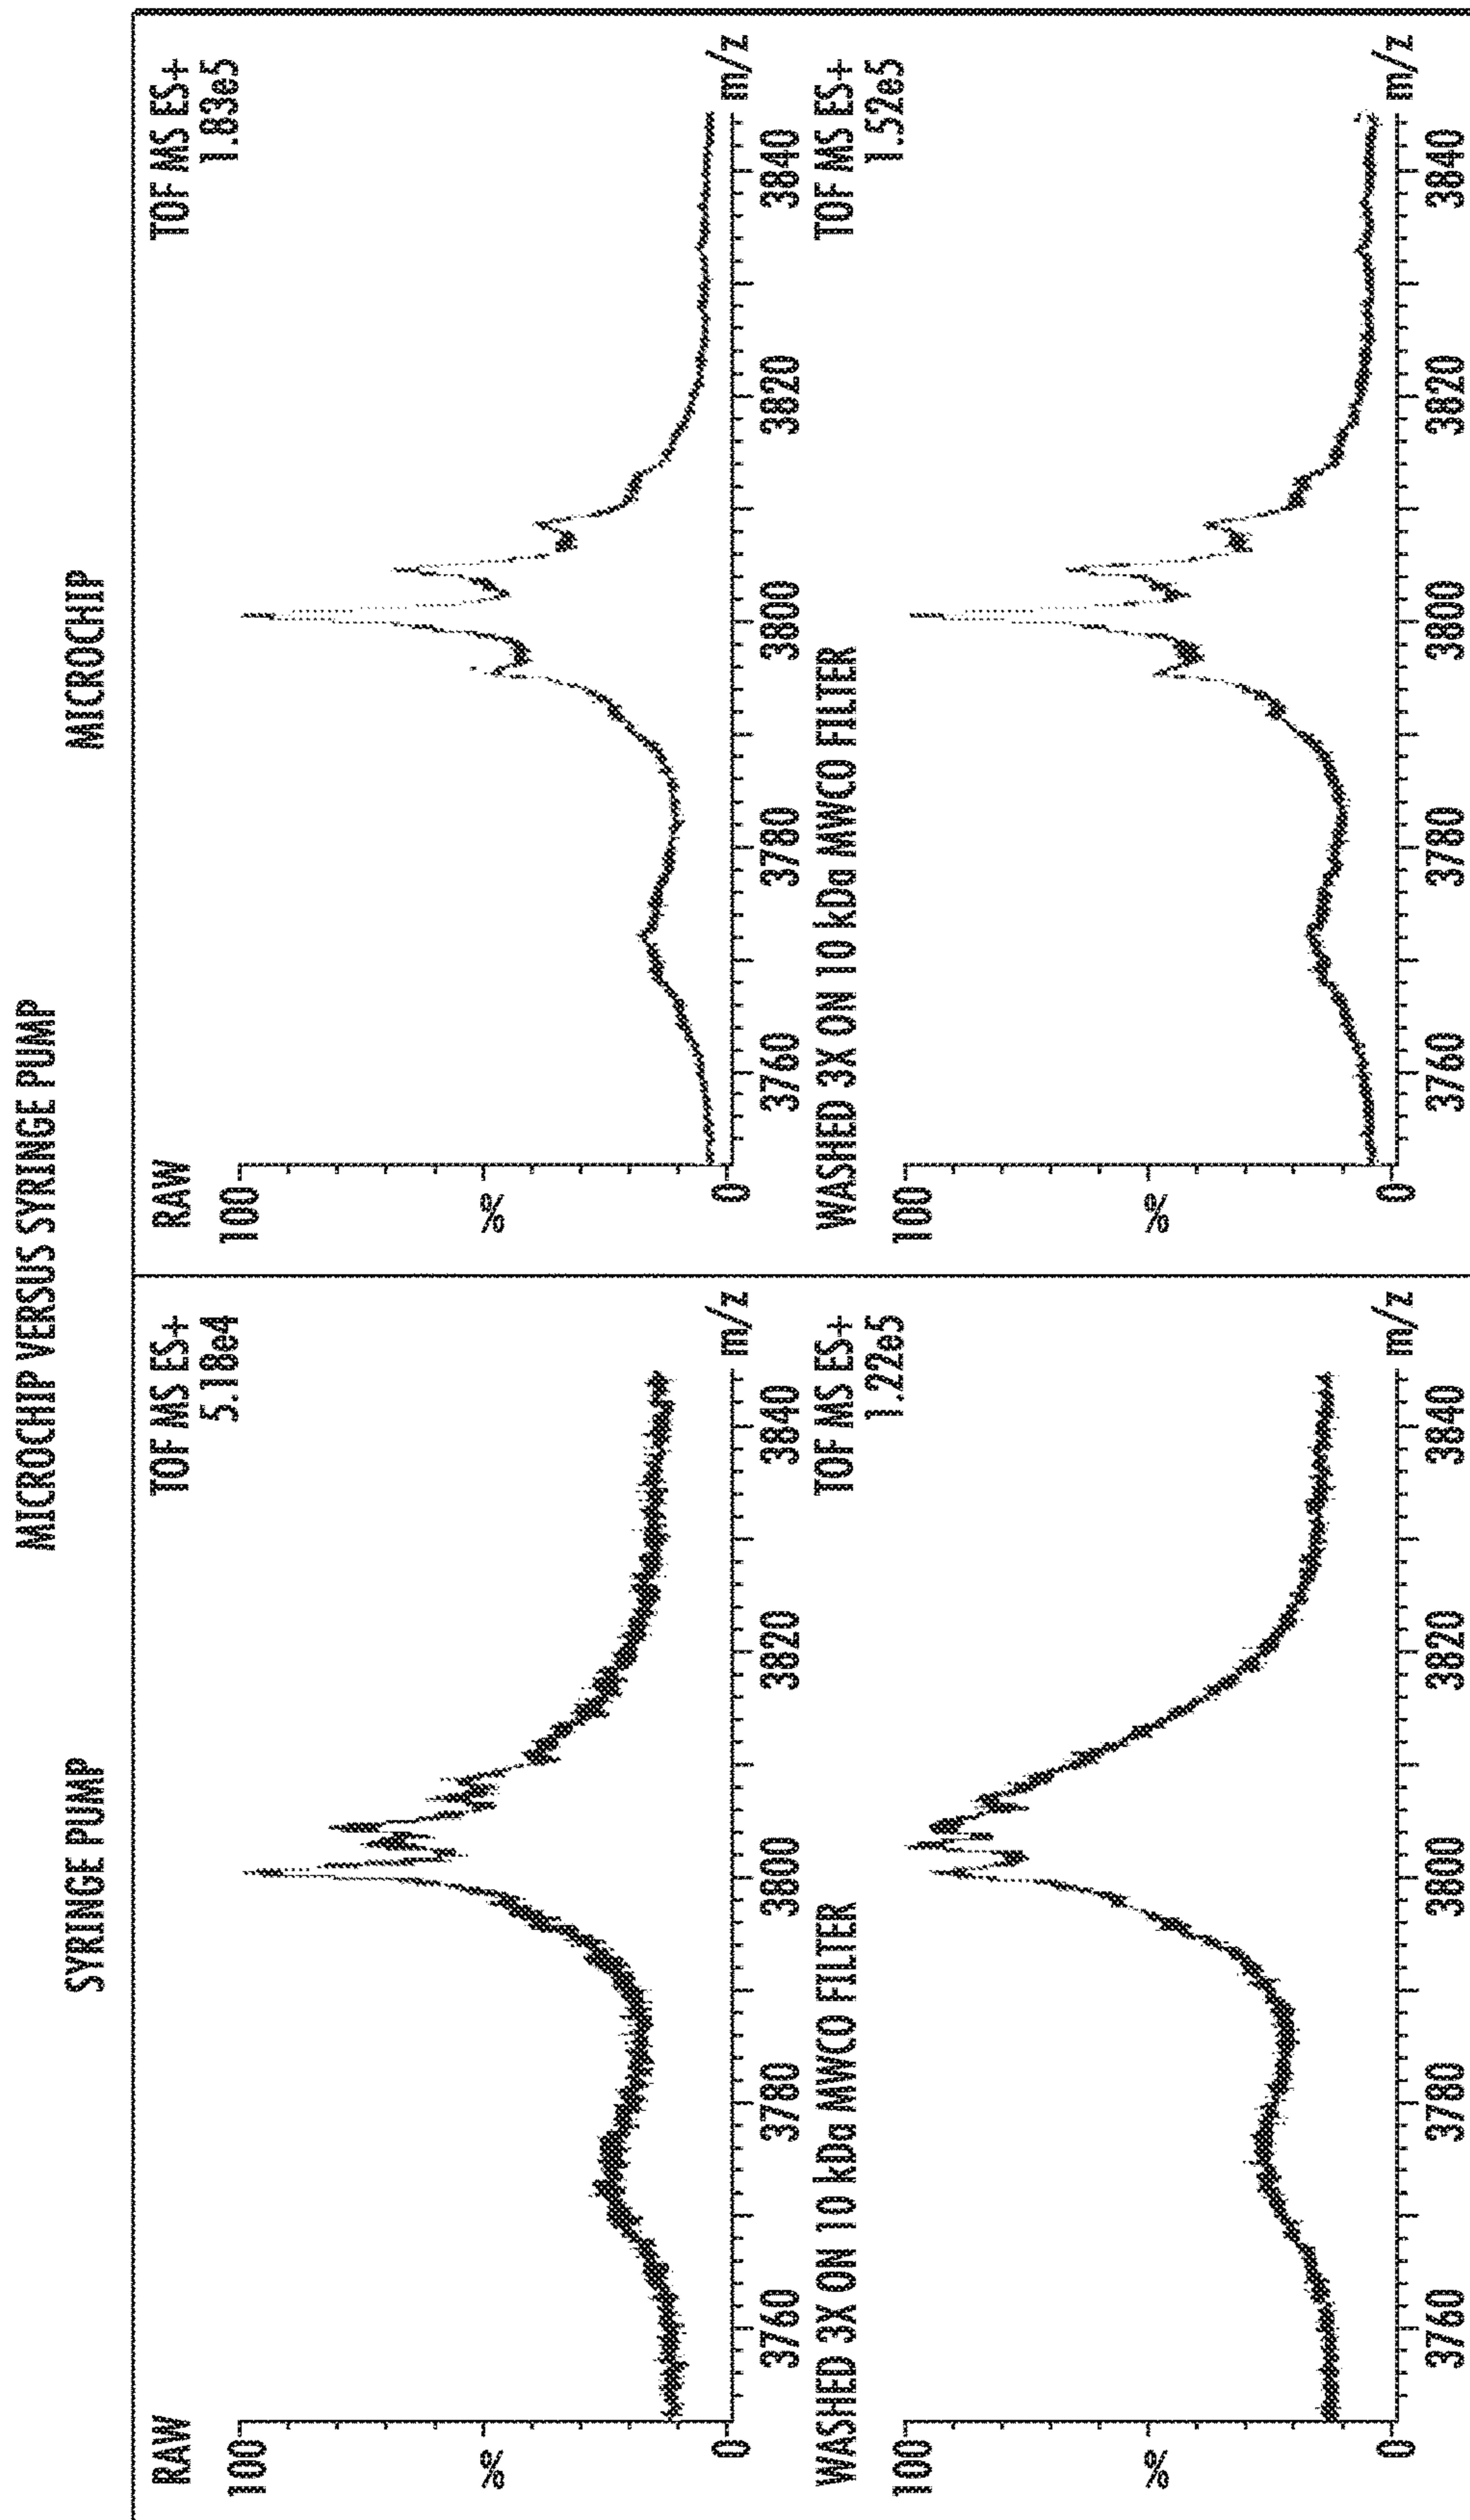 MICROCHIP VERSUS SYRINGE PUMP
SYRINGE PUMP
MICROCHIP
RAW
TOF MS ES+
5.18e4
100
%
0
3760 3780 3800 3820 3840 m/z
RAW
TOF MS ES+
1.83e5
100
%
0
3760 3780 3800 3820 3840 m/z
WASHED 3X ON 10 kDa MWCO FILTER
TOF MS ES+
1.22e5
100
%
0
3760 3780 3800 3820 3840 m/z
WASHED 3X ON 10 kDa MWCO FILTER
TOF MS ES+
1.52e5
100
%
0
3760 3780 3800 3820 3840 m/z